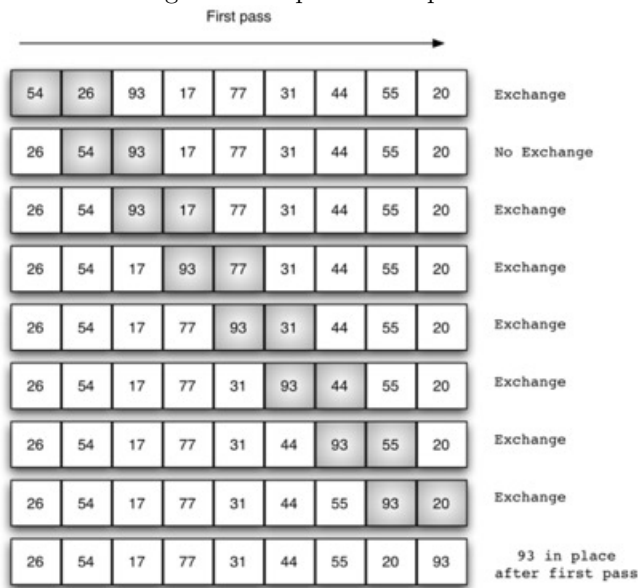 First pass
54 26 93 17 77 31 44 55 20 Exchange
26 54 93 17 77 31 44 55 20 No Exchange
26 54 93 17 77 31 44 55 20 Exchange
26 54 17 93 77 31 44 55 20 Exchange
26 54 17 77 93 31 44 55 20 Exchange
26 54 17 77 31 93 44 55 20 Exchange
26 54 17 77 31 44 93 55 20 Exchange
26 54 17 77 31 44 55 93 20 Exchange
26 54 17 77 31 44 55 20 93 93 in place
after first pass